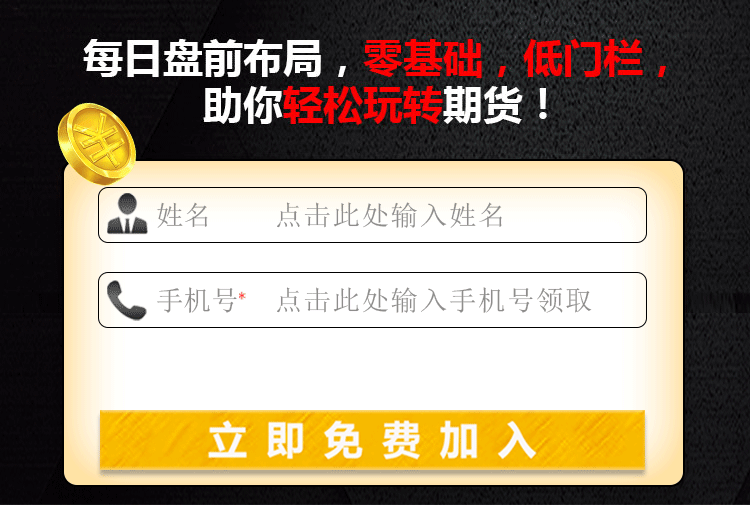 每日盘前布局，零基础，低门栏，
助你轻松玩转期货！
姓名 点击此处输入姓名
手机号* 点击此处输入手机号领取
立即免费加入